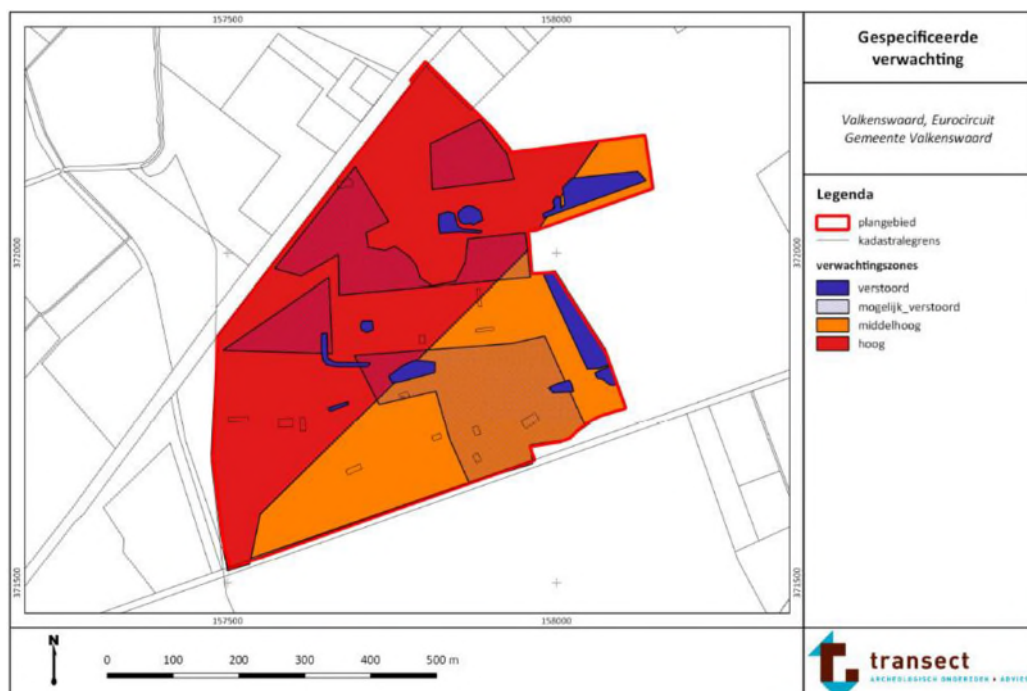 157500
158000
372000
372000
371500
371500
157500
158000
N
0 100 200 300 400 500 m
Gespecificeerde
verwachting
Valkenswaard, Eurocircuit
Gemeente Valkenswaard
Legenda
plangebied
kadastralegrens
verwachtingszones
verstoord
mogelijk_verstoord
middelhoog
hoog
transect
ARCHEOLOGISCH ONDERZOEK & ADVIES